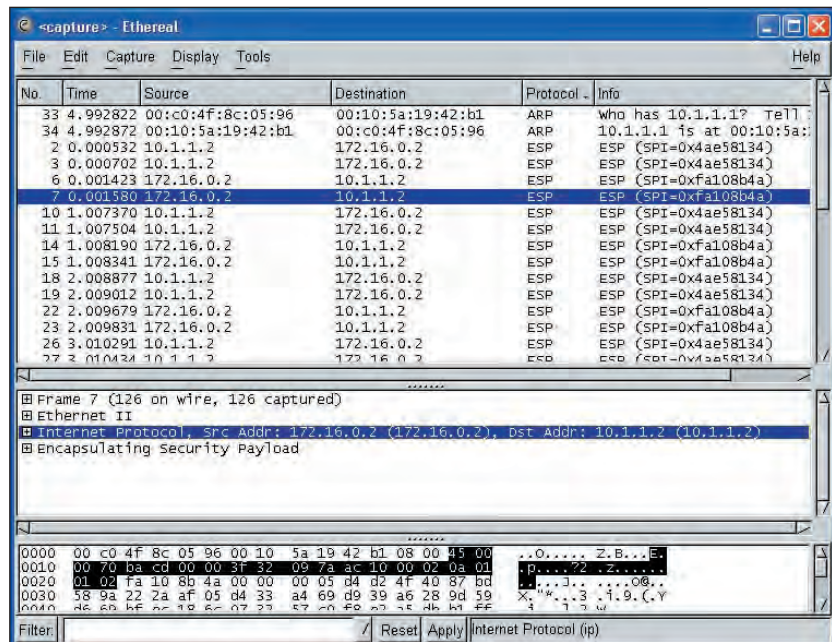 <capture> - Ethereal
File Edit Capture Display Tools Help
No. Time Source Destination Protocol Info
33 4.992822 00:c0:4f:8c:05:96 00:10:5a:19:42:b1 ARP Who has 10.1.1.1? Tell
34 4.992872 00:10:5a:19:42:b1 00:c0:4f:8c:05:96 ARP 10.1.1.1 is at 00:10:5a:
2 0.000532 10.1.1.2 172.16.0.2 ESP ESP (SPI=0x4ae58134)
3 0.000702 10.1.1.2 172.16.0.2 ESP ESP (SPI=0x4ae58134)
6 0.001423 172.16.0.2 10.1.1.2 ESP ESP (SPI=0xfa108b4a)
7 0.001580 172.16.0.2 10.1.1.2 ESP ESP (SPI=0xfa108b4a)
10 1.007370 10.1.1.2 172.16.0.2 ESP ESP (SPI=0x4ae58134)
11 1.007504 10.1.1.2 172.16.0.2 ESP ESP (SPI=0x4ae58134)
14 1.008190 172.16.0.2 10.1.1.2 ESP ESP (SPI=0xfa108b4a)
15 1.008341 172.16.0.2 10.1.1.2 ESP ESP (SPI=0xfa108b4a)
18 2.008877 10.1.1.2 172.16.0.2 ESP ESP (SPI=0x4ae58134)
19 2.009012 10.1.1.2 172.16.0.2 ESP ESP (SPI=0x4ae58134)
22 2.009679 172.16.0.2 10.1.1.2 ESP ESP (SPI=0xfa108b4a)
23 2.009831 172.16.0.2 10.1.1.2 ESP ESP (SPI=0xfa108b4a)
26 3.010291 10.1.1.2 172.16.0.2 ESP ESP (SPI=0x4ae58134)
27 3.010434 10.1.1.2 172.16.0.2 ESP ESP (SPI=0x4ae58134)
Frame 7 (126 on wire, 126 captured)
Ethernet II
Internet Protocol, Src Addr: 172.16.0.2 (172.16.0.2), Dst Addr: 10.1.1.2 (10.1.1.2)
Encapsulating Security Payload
0000 00 c0 4f 8c 05 96 00 10 5a 19 42 b1 08 00 45 00 ..O..... Z.B...E.
0010 00 70 ba cd 00 00 3f 32 09 7a ac 10 00 02 0a 01 .p....?2 .z......
0020 01 02 fa 10 8b 4a 00 00 00 05 d4 d2 4f 40 87 bd .....J.. ....O@..
0030 58 9a 22 2a af 05 d4 33 a4 69 d9 39 a6 28 9d 59 X."*...3 .i.9.(.Y
Filter: Reset Apply Internet Protocol (ip)